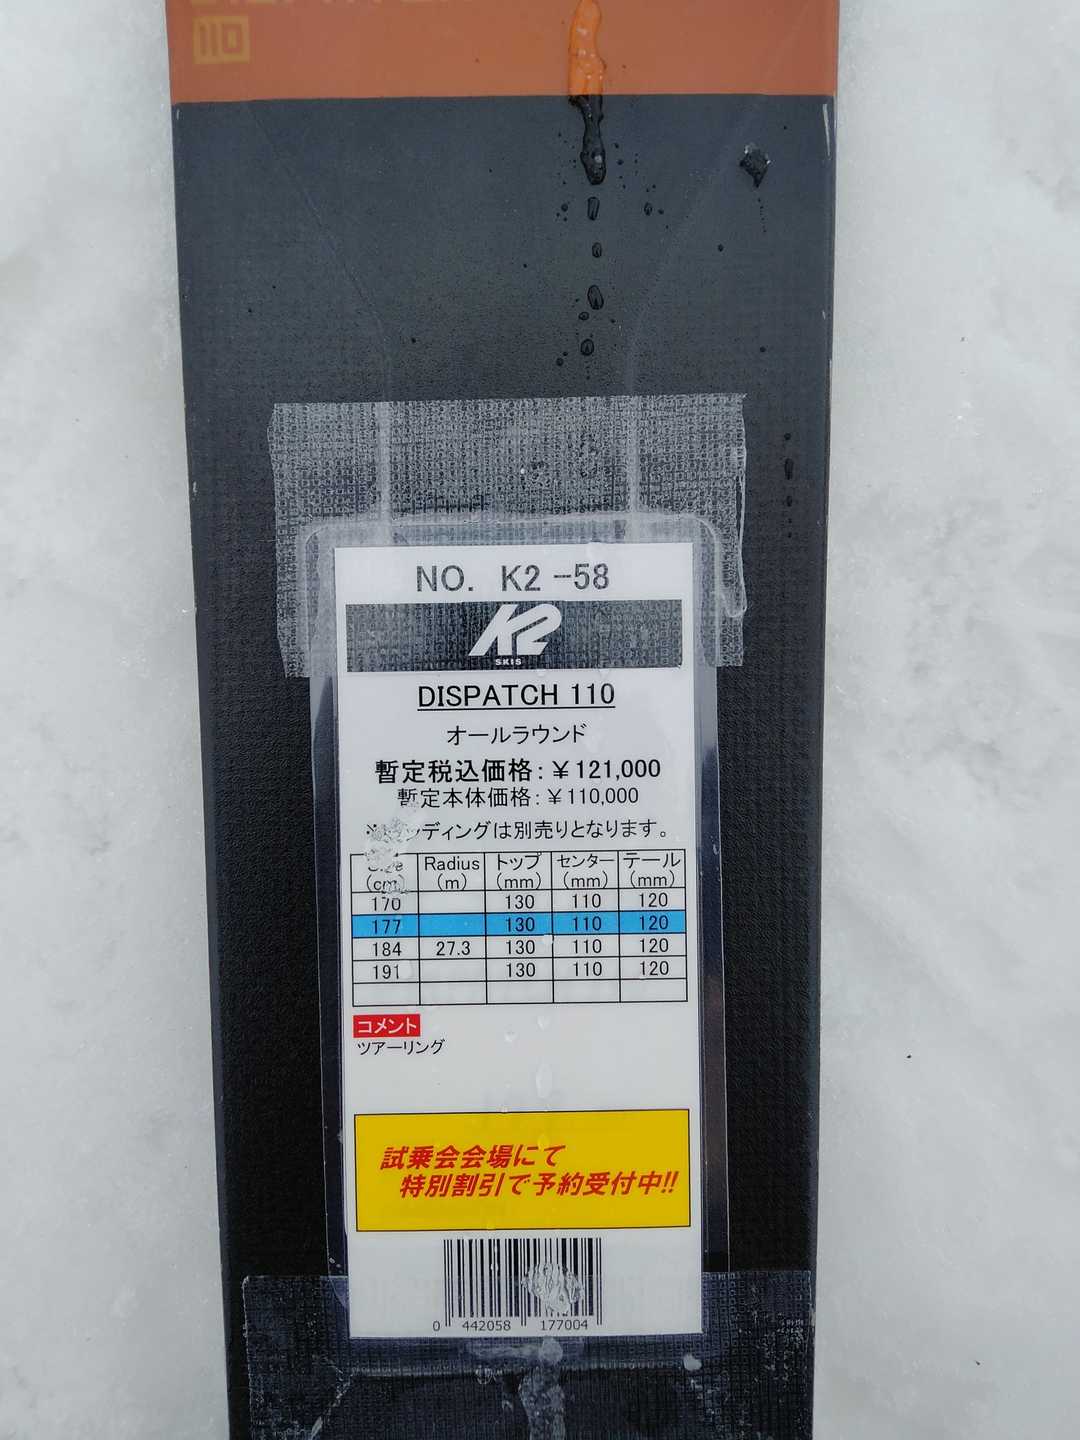 110
NO. K2 -58
K2
SKIS
DISPATCH 110
オールラウンド
暫定税込価格:￥121,000
暫定本体価格:￥110,000
は別売りとなります。
Size Radius トップ センター テール
(cm) (m) (mm) (mm) (mm)
170 130 110 120
177 130 110 120
184 27.3 130 110 120
191 130 110 120
コメント
ツアーリング
試乗会会場にて
特別割引で予約受付中!!
0 442058 177004